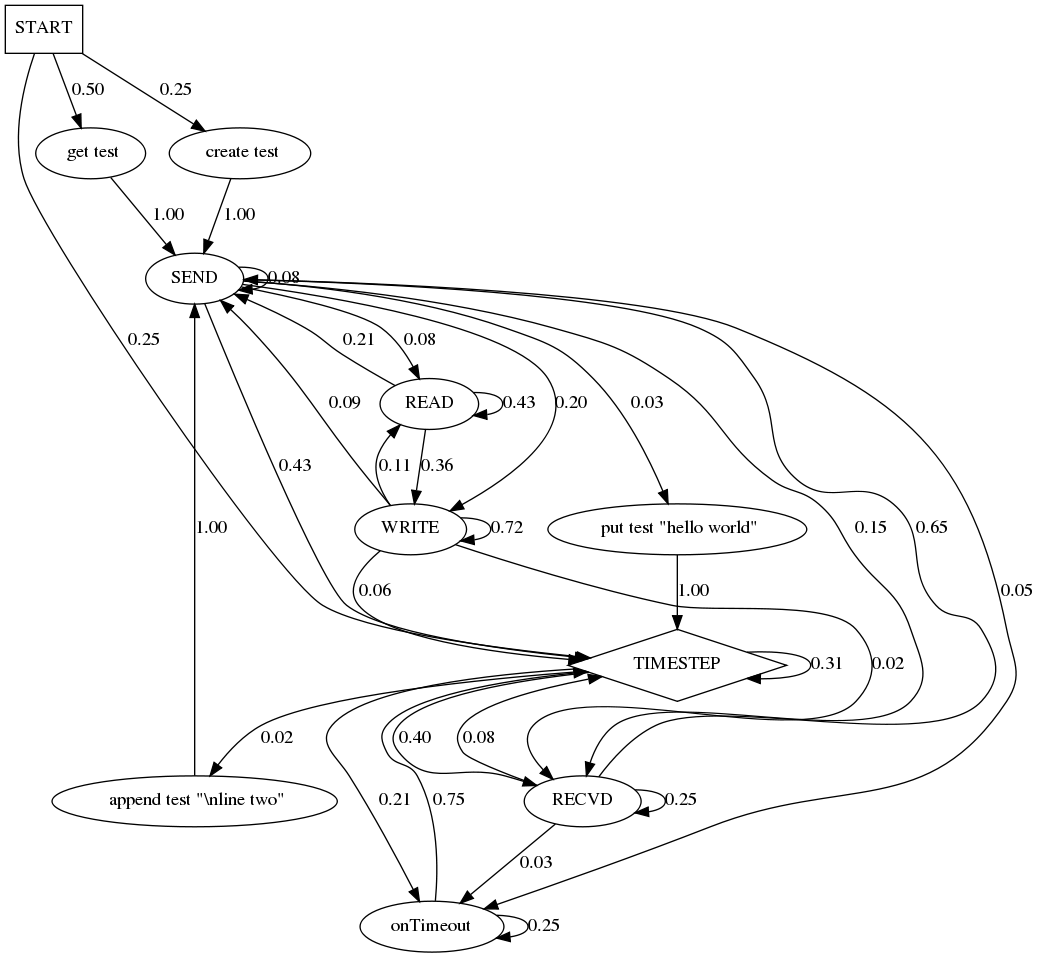 START
0.50
0.25
get test
create test
1.00
1.00
SEND
0.08
0.25
0.21
0.08
0.09
READ
0.43
0.20
0.03
0.43
0.11
0.36
1.00
WRITE
0.72
put test "hello world"
0.15
0.65
0.06
1.00
0.05
TIMESTEP
0.31
0.02
0.02
0.40
0.08
append test "\nline two"
0.21
0.75
RECVD
0.25
0.03
onTimeout
0.25